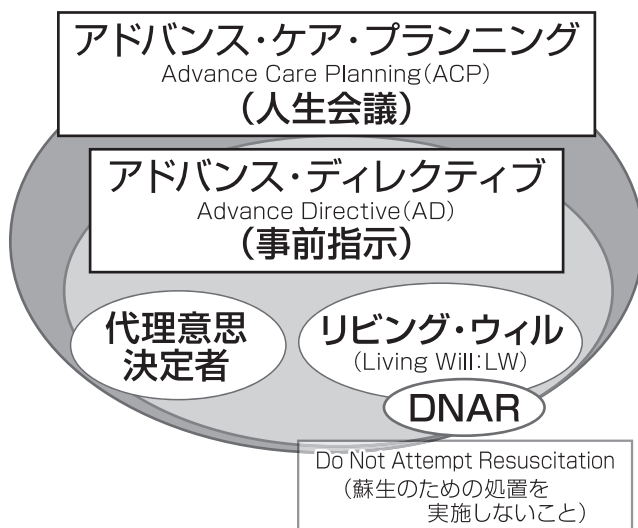 アドバンス・ケア・プランニング
Advance Care Planning(ACP)
(人生会議)
アドバンス・ディレクティブ
Advance Directive(AD)
(事前指示)
代理意思
決定者
リビング・ウィル
(Living Will:LW)
DNAR
Do Not Attempt Resuscitation
(蘇生のための処置を
実施しないこと)